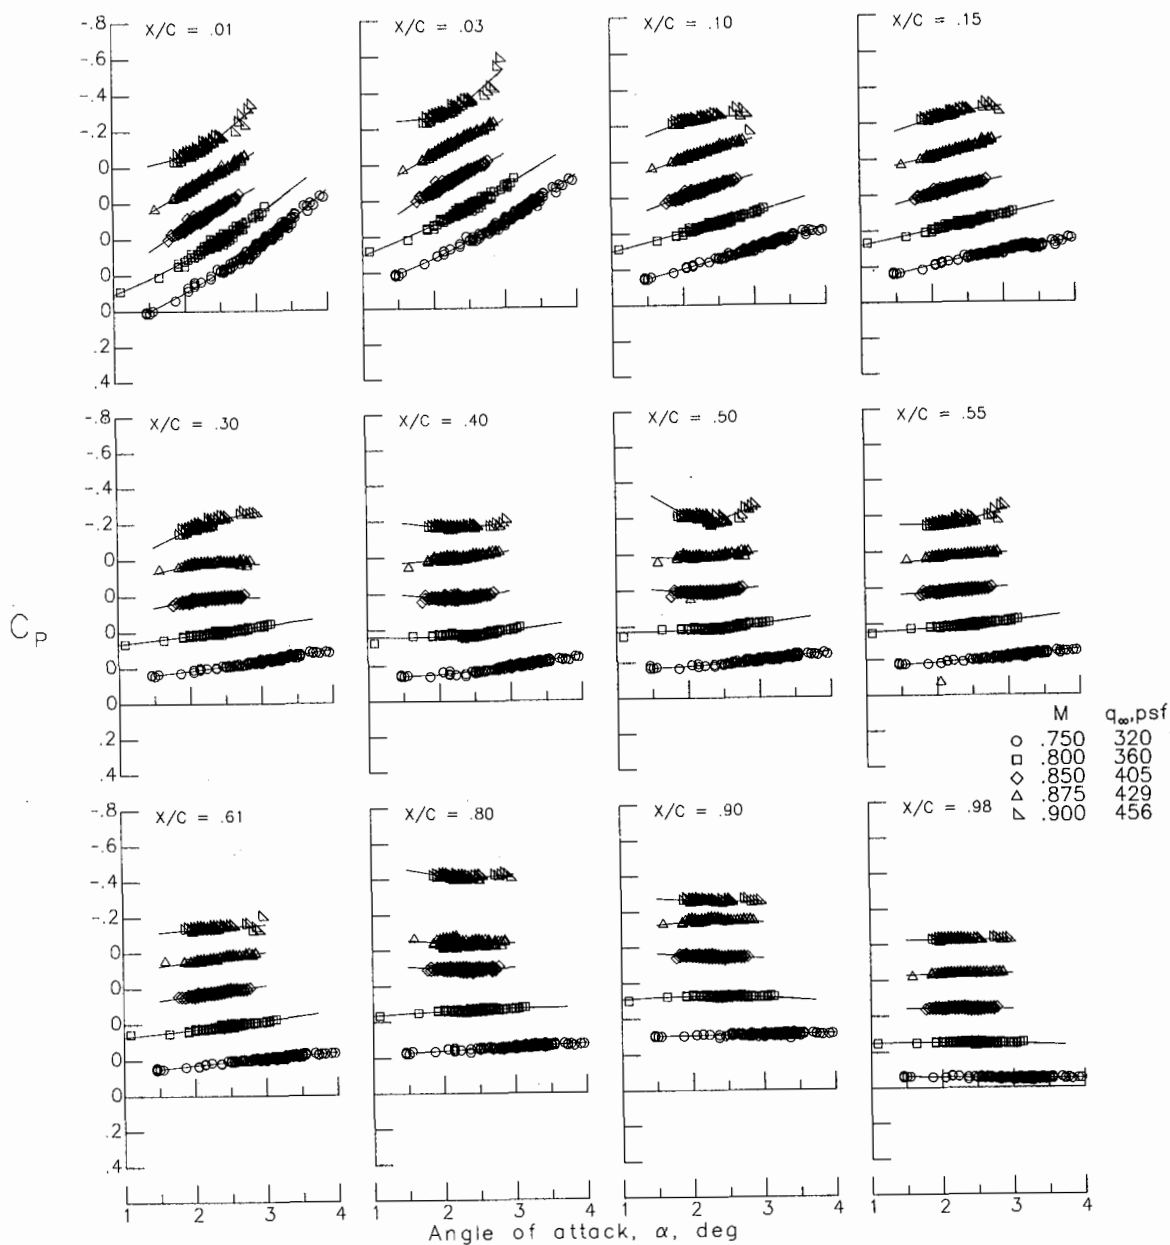 X/C = .01
X/C = .03
X/C = .10
X/C = .15
-.8
-.6
-.4
-.2
0
0
0
0
0
.2
.4
X/C = .30
X/C = .40
X/C = .50
X/C = .55
-.8
-.6
-.4
-.2
0
0
0
0
0
.2
.4
CP
M q∞,psf
.750 320
.800 360
.850 405
.875 429
.900 456
X/C = .61
X/C = .80
X/C = .90
X/C = .98
-.8
-.6
-.4
-.2
0
0
0
0
0
.2
.4
1 2 3 4
1 2 3 4
1 2 3 4
1 2 3 4
Angle of attack, α, deg